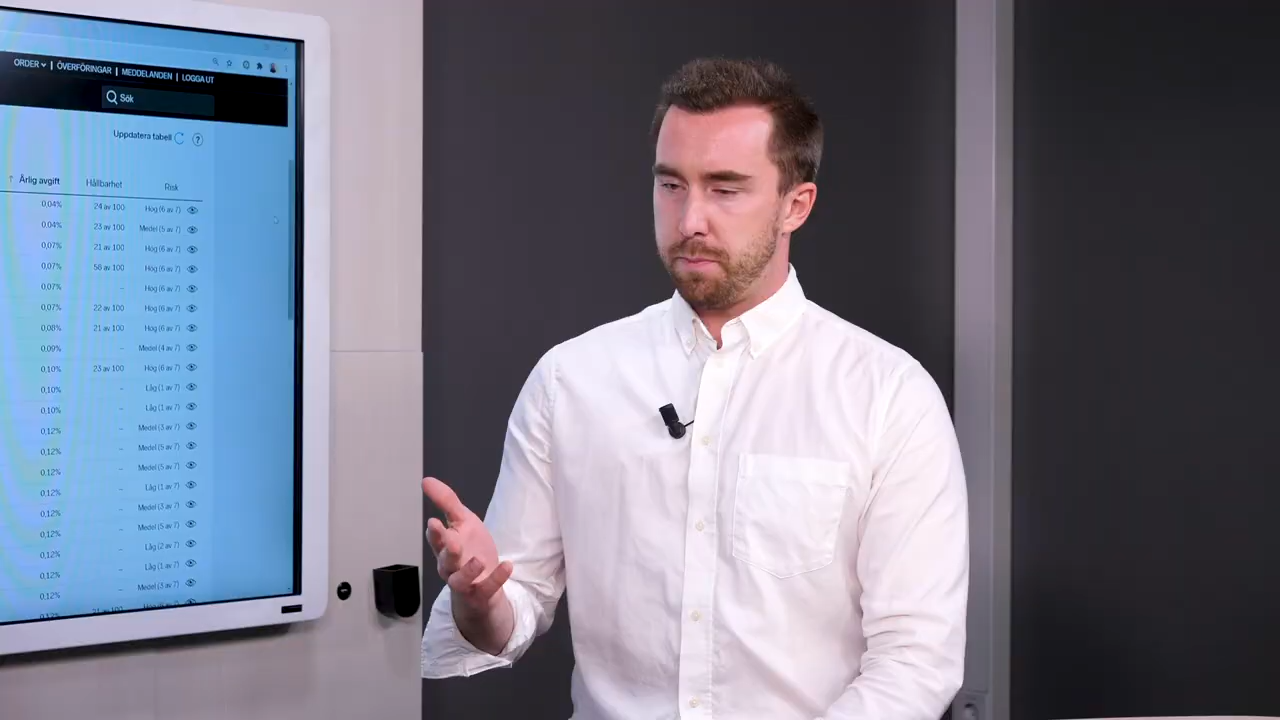 ORDER | ÖVERFÖRINGAR | MEDDELANDEN | LOGGA UT
Sök
Uppdatera tabell ?
↑ Årlig avgift Hållbarhet Risk
0,04% 24 av 100 Hög (6 av 7)
0,04% 23 av 100 Medel (5 av 7)
0,07% 21 av 100 Hög (6 av 7)
0,07% 58 av 100 Hög (6 av 7)
0,07% – Hög (6 av 7)
0,07% 22 av 100 Hög (6 av 7)
0,08% 21 av 100 Hög (6 av 7)
0,09% – Medel (4 av 7)
0,10% 23 av 100 Hög (6 av 7)
0,10% – Låg (1 av 7)
0,10% – Låg (1 av 7)
0,12% – Medel (3 av 7)
0,12% – Medel (5 av 7)
0,12% – Medel (5 av 7)
0,12% – Låg (1 av 7)
0,12% – Medel (3 av 7)
0,12% – Medel (5 av 7)
0,12% – Låg (2 av 7)
0,12% – Låg (1 av 7)
0,12% – Medel (3 av 7)